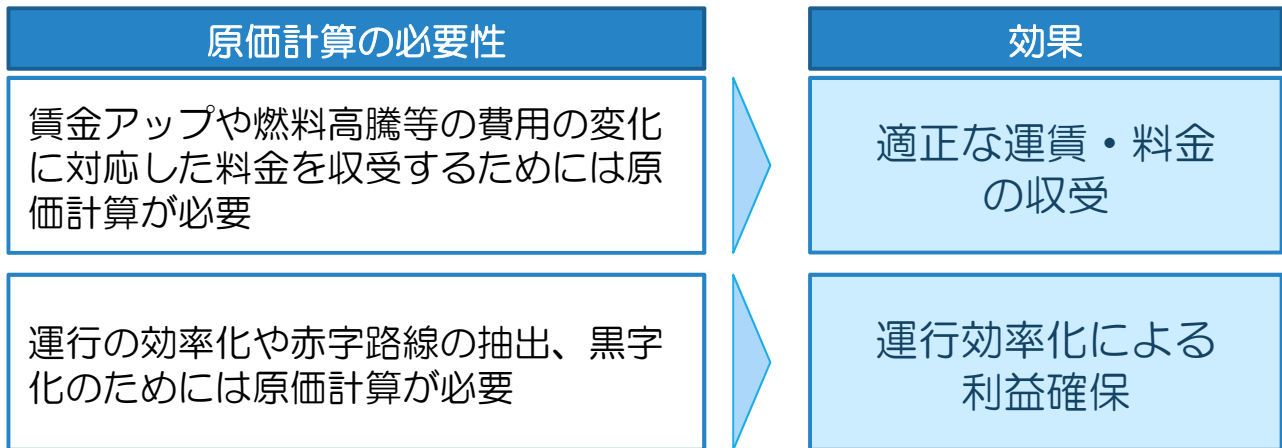 原価計算の必要性
効果
賃金アップや燃料高騰等の費用の変化
に対応した料金を収受するためには原
価計算が必要
適正な運賃・料金
の収受
運行の効率化や赤字路線の抽出、黒字
化のためには原価計算が必要
運行効率化による
利益確保